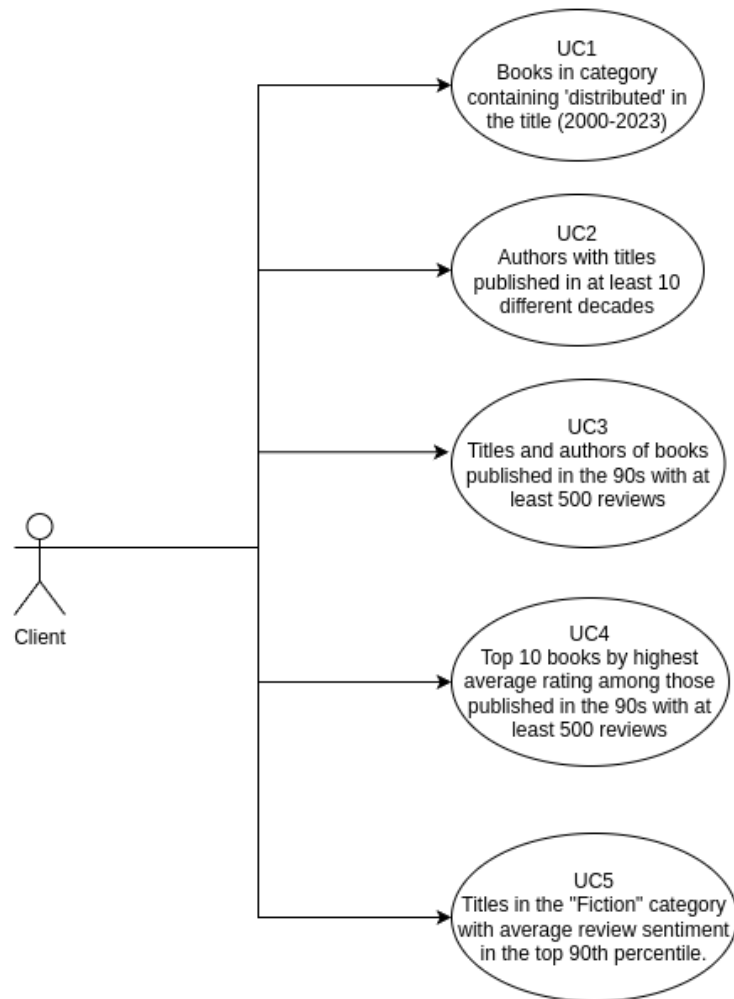 UC1
Books in category
containing 'distributed' in
the title (2000-2023)
UC2
Authors with titles
published in at least 10
different decades
UC3
Titles and authors of books
published in the 90s with at
least 500 reviews
Client
UC4
Top 10 books by highest
average rating among those
published in the 90s with at
least 500 reviews
UC5
Titles in the "Fiction" category
with average review sentiment
in the top 90th percentile.